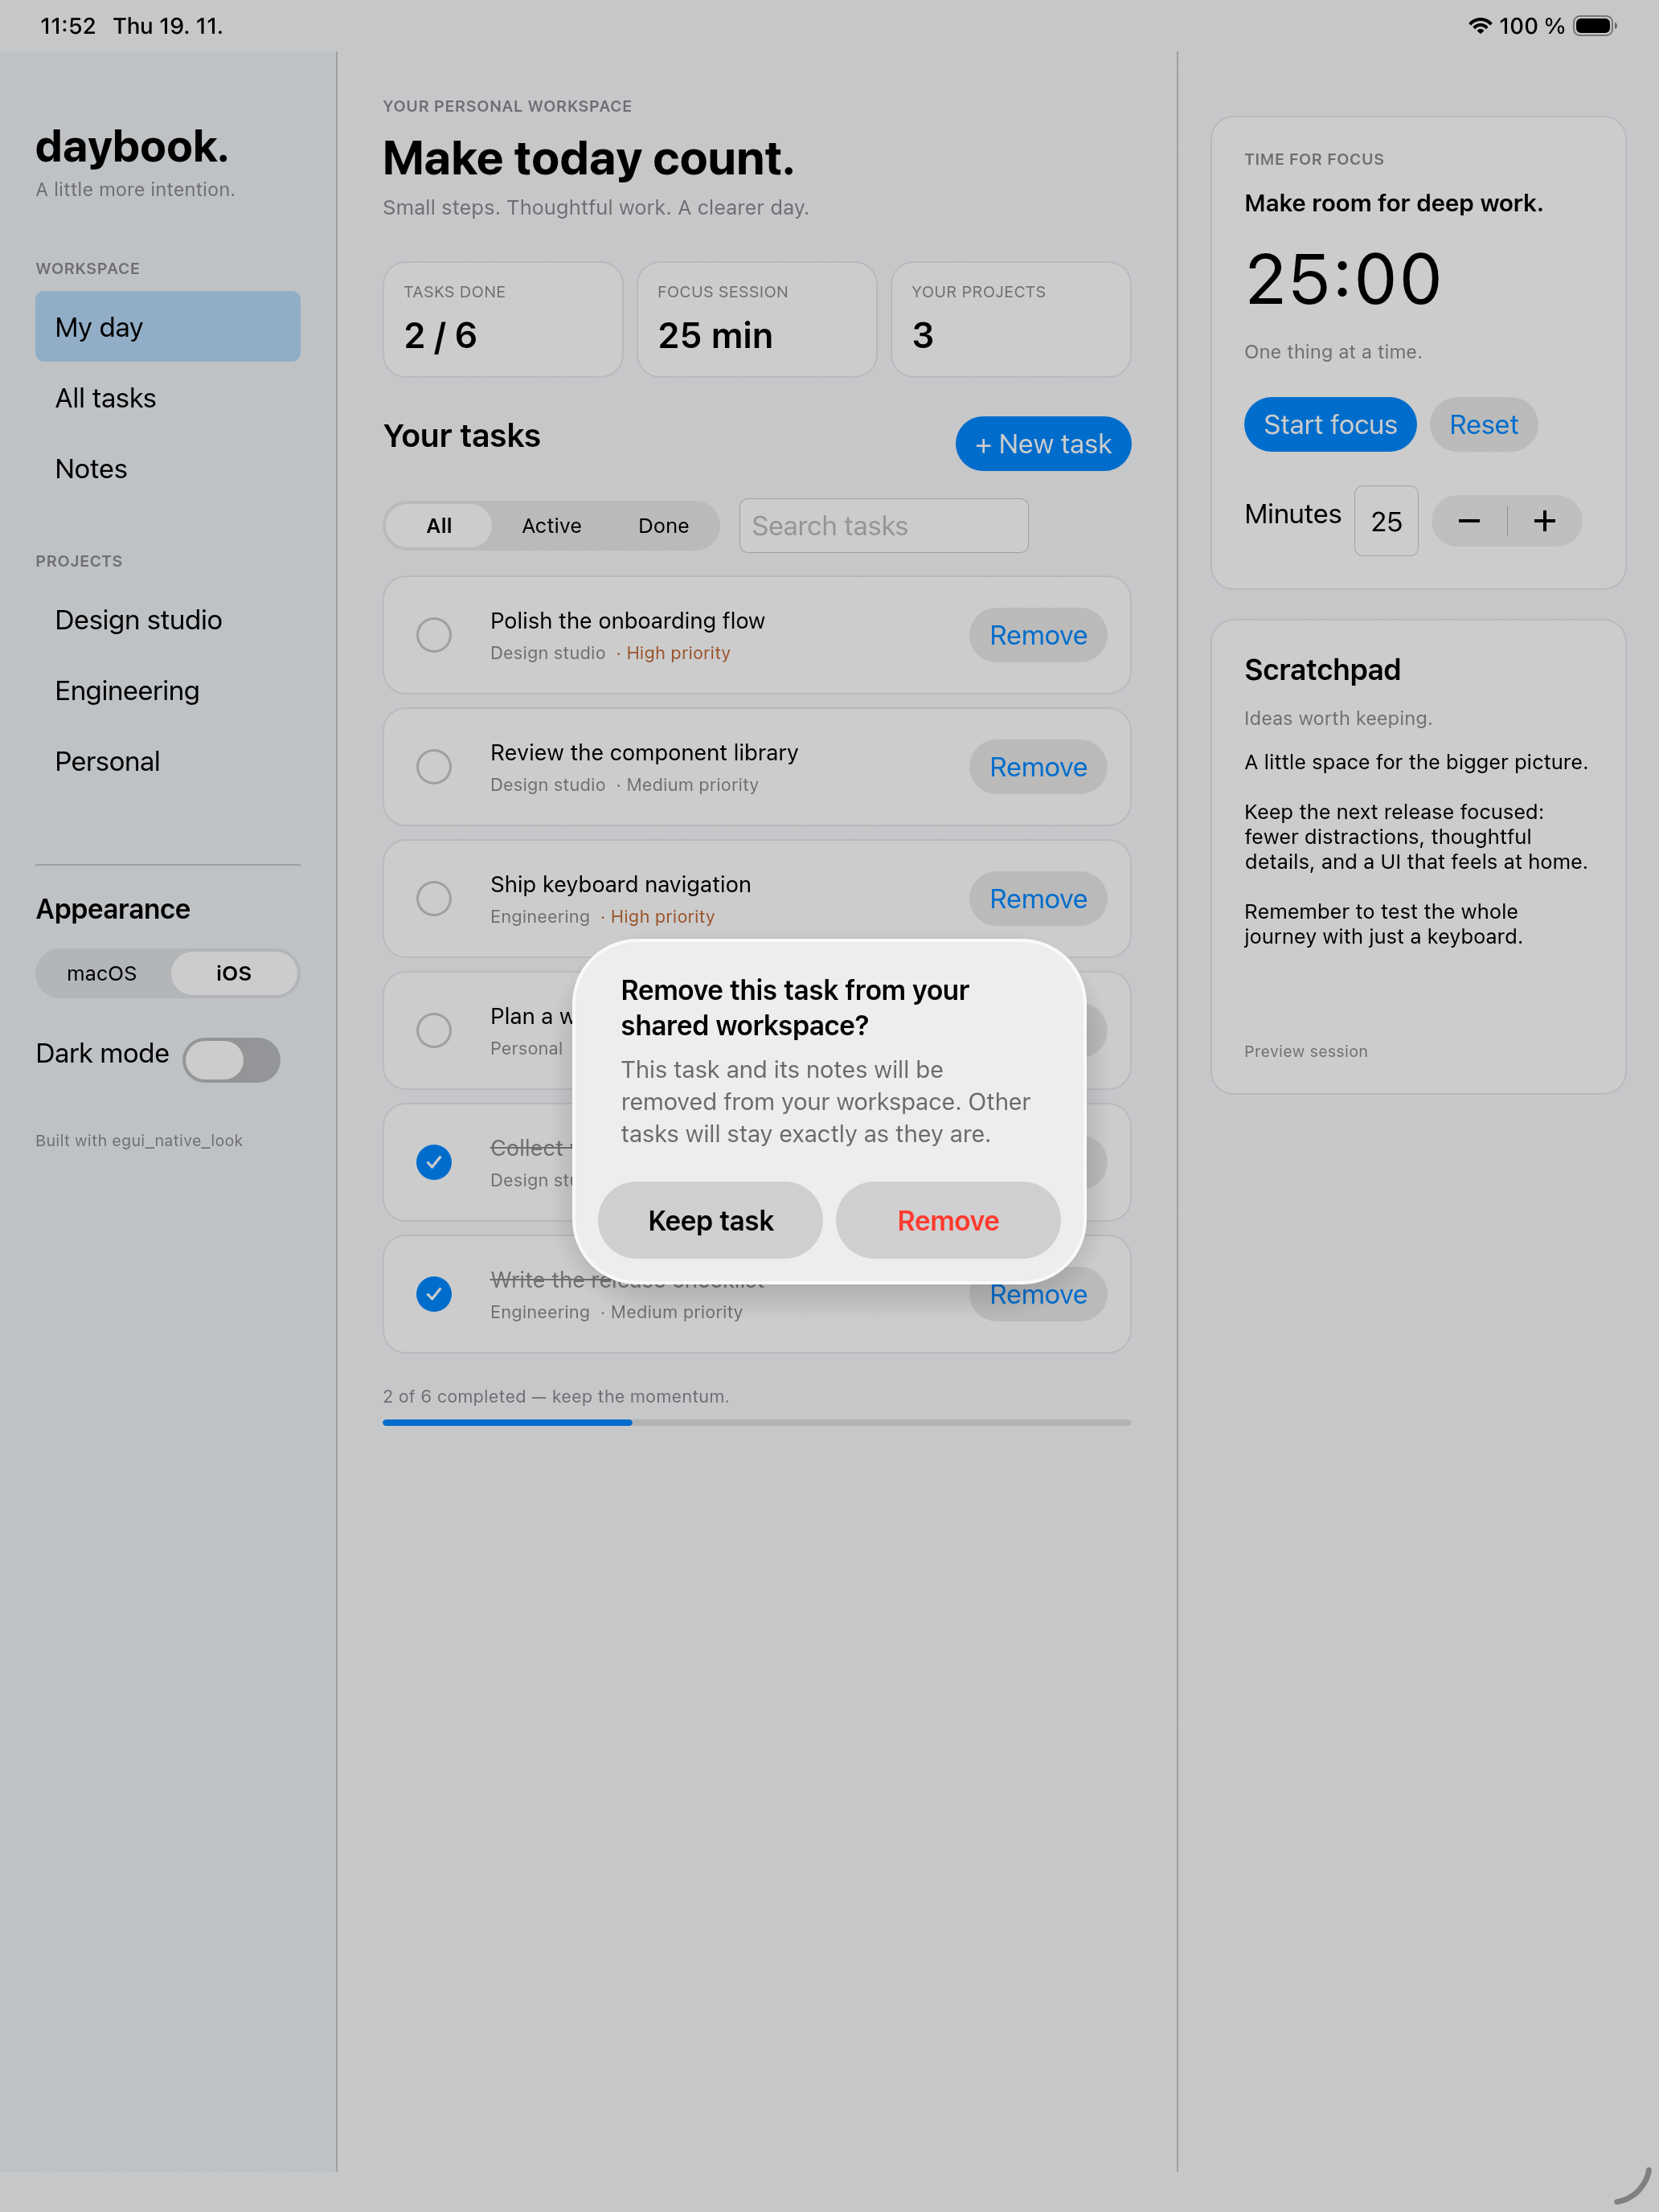 11:52 Thu 19. 11.
100 %
daybook.
A little more intention.
WORKSPACE
My day
All tasks
Notes
PROJECTS
Design studio
Engineering
Personal
Appearance
macOS
iOS
Dark mode
Built with egui_native_look
YOUR PERSONAL WORKSPACE
Make today count.
Small steps. Thoughtful work. A clearer day.
TASKS DONE
2 / 6
FOCUS SESSION
25 min
YOUR PROJECTS
3
Your tasks
+ New task
All
Active
Done
Search tasks
Polish the onboarding flow
Design studio · High priority
Remove
Review the component library
Design studio · Medium priority
Remove
Ship keyboard navigation
Engineering · High priority
Remove
Plan a
Personal
Collect
Design
Write the release checklist
Engineering · Medium priority
Remove
2 of 6 completed — keep the momentum.
Remove this task from your
shared workspace?
This task and its notes will be
removed from your workspace. Other
tasks will stay exactly as they are.
Keep task
Remove
TIME FOR FOCUS
Make room for deep work.
25:00
One thing at a time.
Start focus
Reset
Minutes
25
Scratchpad
Ideas worth keeping.
A little space for the bigger picture.
Keep the next release focused:
fewer distractions, thoughtful
details, and a UI that feels at home.
Remember to test the whole
journey with just a keyboard.
Preview session